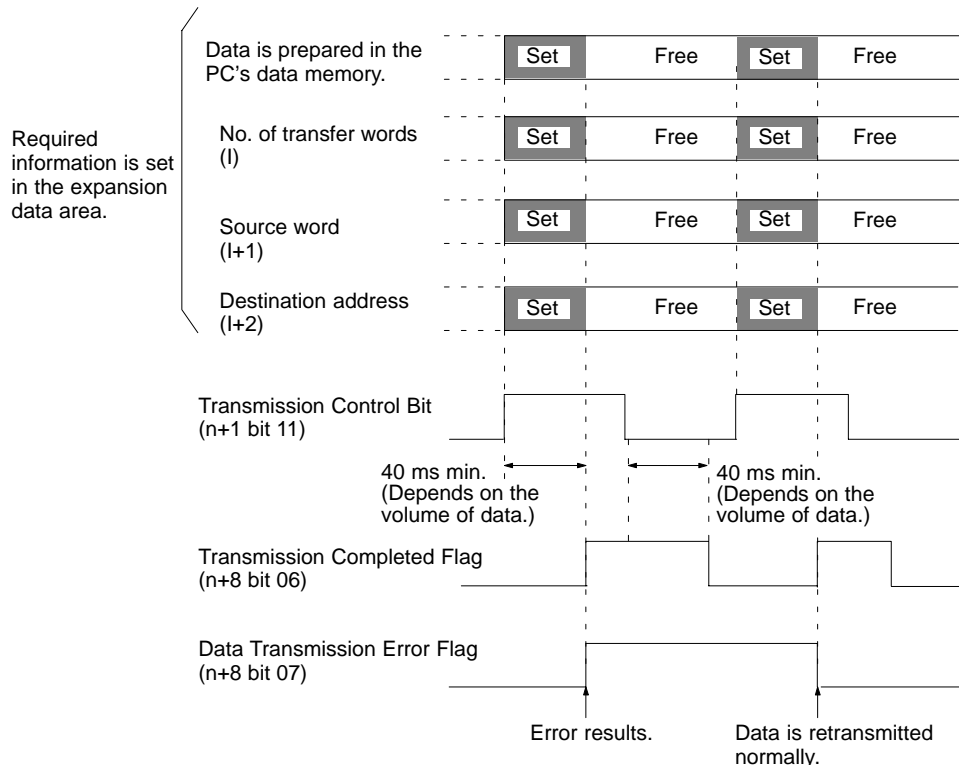 Data is prepared in the
PC's data memory.
Set Free Set Free
Required
information is set
in the expansion
data area.
No. of transfer words
(I)
Set Free Set Free
Source word
(I+1)
Set Free Set Free
Destination address
(I+2)
Set Free Set Free
Transmission Control Bit
(n+1 bit 11)
40 ms min.
(Depends on the
volume of data.)
40 ms min.
(Depends on the
volume of data.)
Transmission Completed Flag
(n+8 bit 06)
Data Transmission Error Flag
(n+8 bit 07)
Error results.
Data is retransmitted
normally.